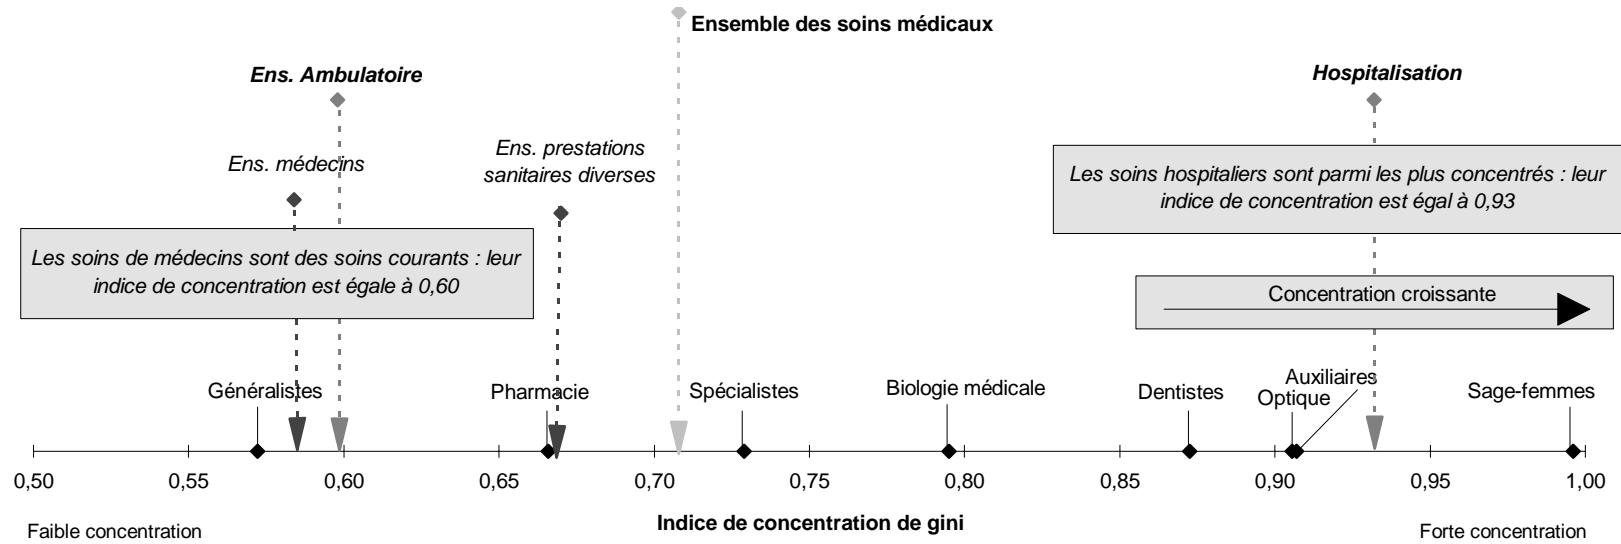 Ensemble des soins médicaux
Ens. Ambulatoire
Hospitalisation
Ens. médecins
Ens. prestations
sanitaires diverses
Les soins hospitaliers sont parmi les plus concentrés : leur
indice de concentration est égal à 0,93
Les soins de médecins sont des soins courants : leur
indice de concentration est égale à 0,60
Concentration croissante
Généralistes
Pharmacie
Spécialistes
Biologie médicale
Dentistes
Auxiliaires
Optique
Sage-femmes
0,50 0,55 0,60 0,65 0,70 0,75 0,80 0,85 0,90 0,95 1,00
Faible concentration
Indice de concentration de gini
Forte concentration